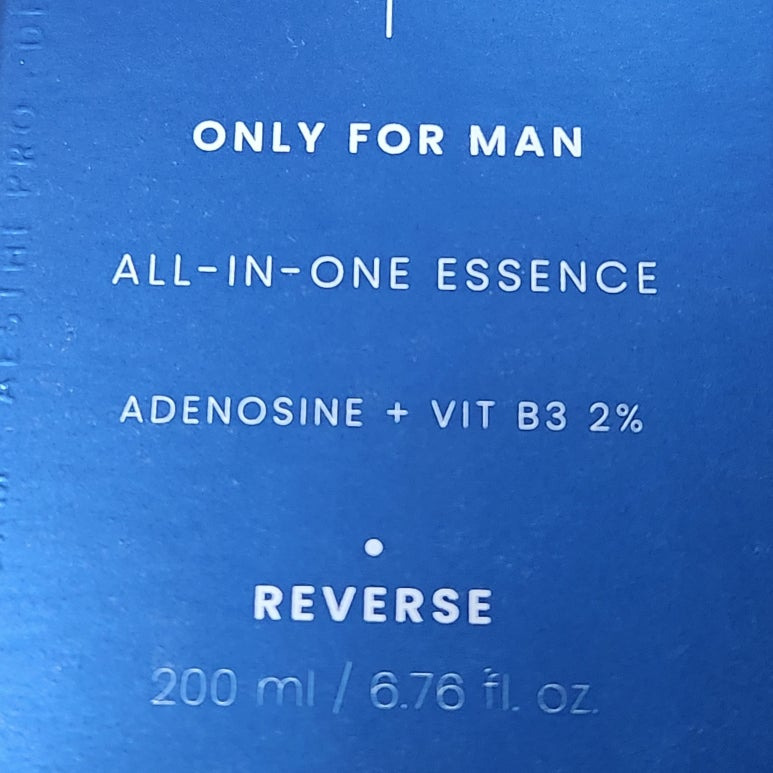 ONLY FOR MAN
ALL-IN-ONE ESSENCE
ADENOSINE + VIT B3 2%
REVERSE
200 ml / 6.76 fl. oz.